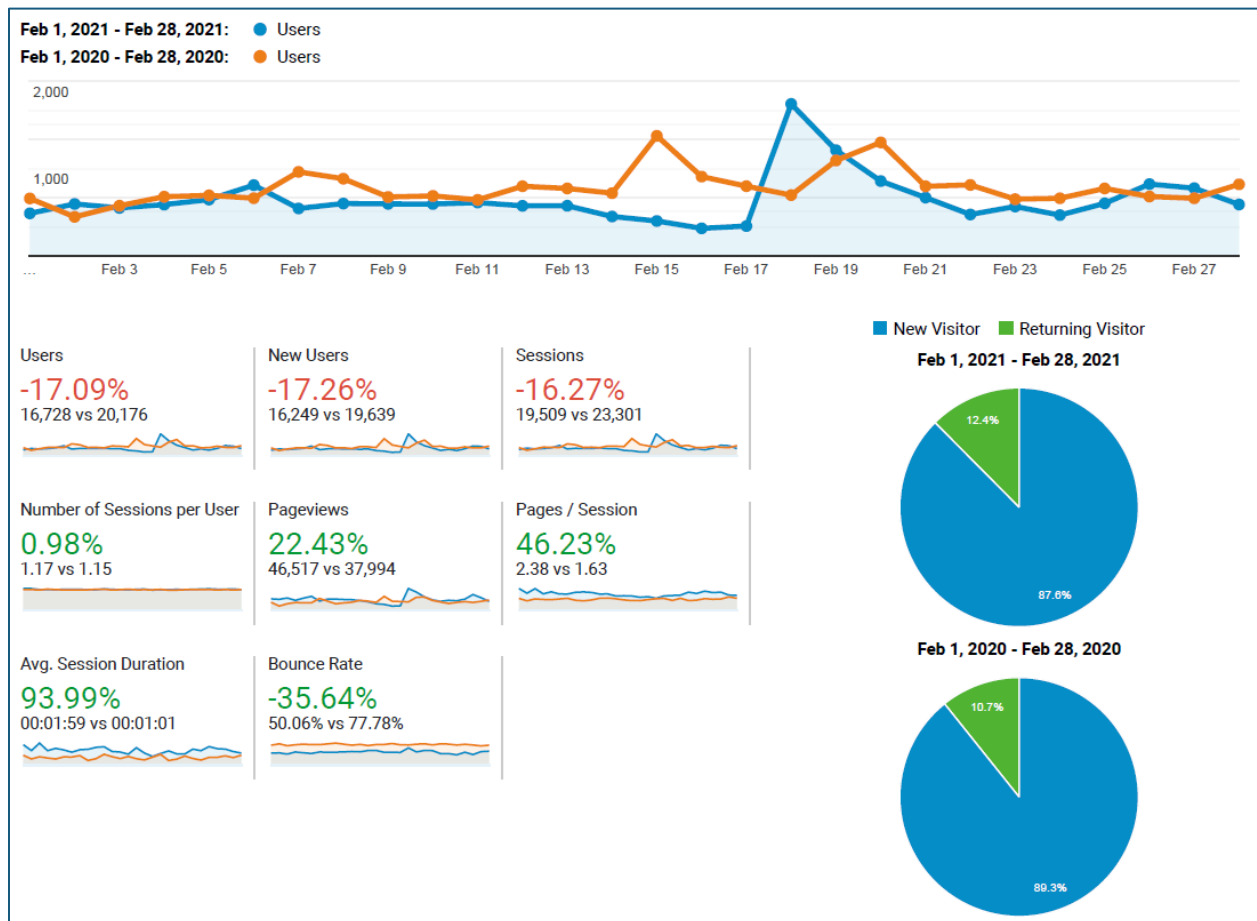 Feb 1, 2021 - Feb 28, 2021: Users
Feb 1, 2020 - Feb 28, 2020: Users
2,000
1,000
... Feb 3 Feb 5 Feb 7 Feb 9 Feb 11 Feb 13 Feb 15 Feb 17 Feb 19 Feb 21 Feb 23 Feb 25 Feb 27
Users
-17.09%
16,728 vs 20,176
New Users
-17.26%
16,249 vs 19,639
Sessions
-16.27%
19,509 vs 23,301
Number of Sessions per User
0.98%
1.17 vs 1.15
Pageviews
22.43%
46,517 vs 37,994
Pages / Session
46.23%
2.38 vs 1.63
Avg. Session Duration
93.99%
00:01:59 vs 00:01:01
Bounce Rate
-35.64%
50.06% vs 77.78%
New Visitor Returning Visitor
Feb 1, 2021 - Feb 28, 2021
12.4%
87.6%
Feb 1, 2020 - Feb 28, 2020
10.7%
89.3%